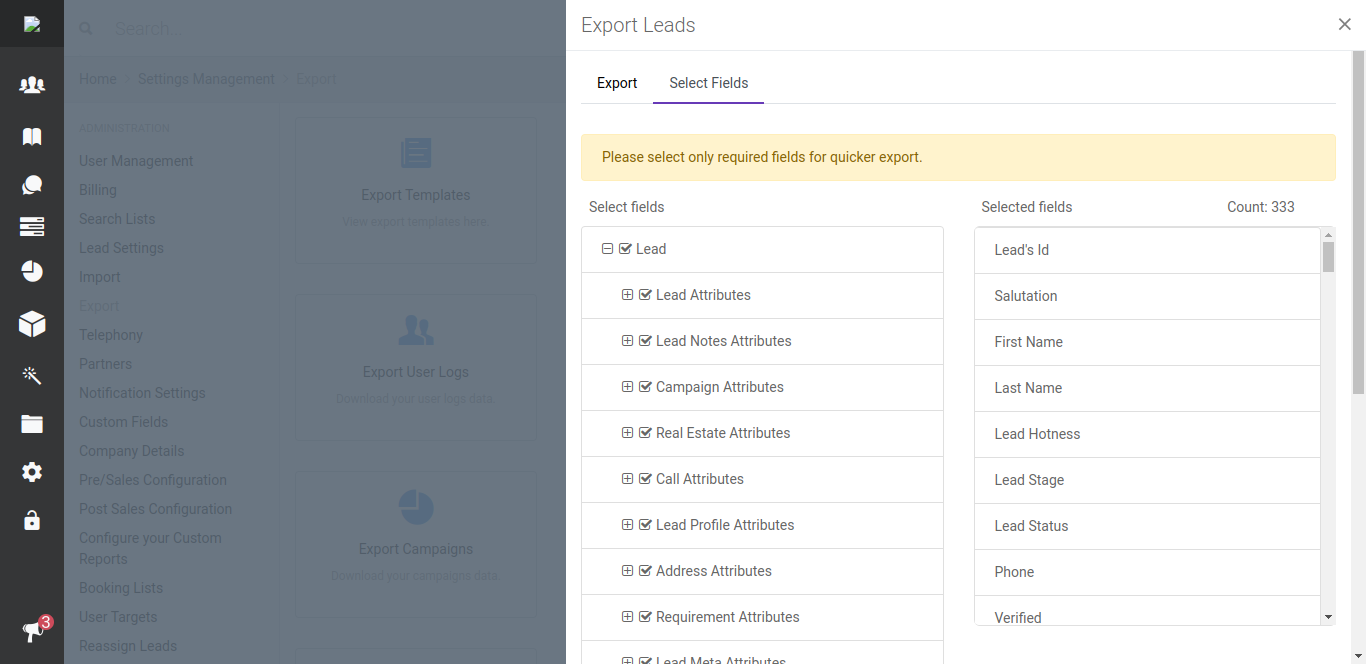 Search...
Home > Settings Management > Export
ADMINISTRATION
User Management
Billing
Search Lists
Lead Settings
Import
Export
Telephony
Partners
Notification Settings
Custom Fields
Company Details
Pre/Sales Configuration
Post Sales Configuration
Configure your Custom
Reports
Booking Lists
User Targets
Reassign Leads
3
Export Templates
View export templates here.
Export User Logs
Download your user logs data.
Export Campaigns
Download your campaigns data.
Export Leads
Export
Select Fields
Please select only required fields for quicker export.
Select fields
Lead
Lead Attributes
Lead Notes Attributes
Campaign Attributes
Real Estate Attributes
Call Attributes
Lead Profile Attributes
Address Attributes
Requirement Attributes
Lead Meta Attributes
Selected fields
Count: 333
Lead's Id
Salutation
First Name
Last Name
Lead Hotness
Lead Stage
Lead Status
Phone
Verified